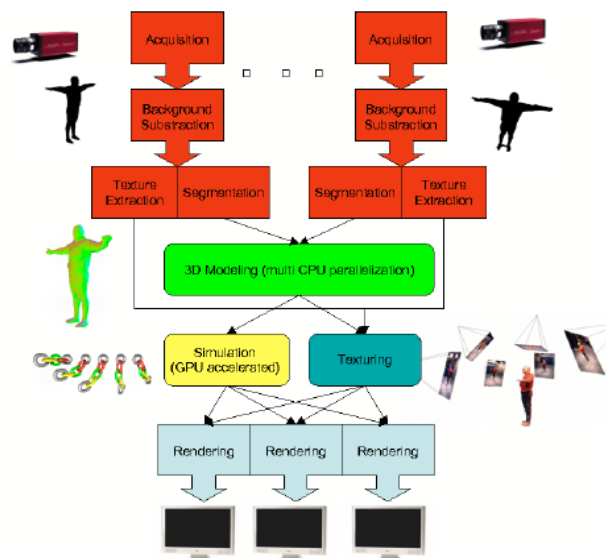 Acquisition
Acquisition
Background
Substraction
Background
Substraction
Texture
Extraction
Segmentation
Segmentation
Texture
Extraction
3D Modeling (multi CPU parallelization)
Simulation
(GPU accelerated)
Texturing
Rendering
Rendering
Rendering